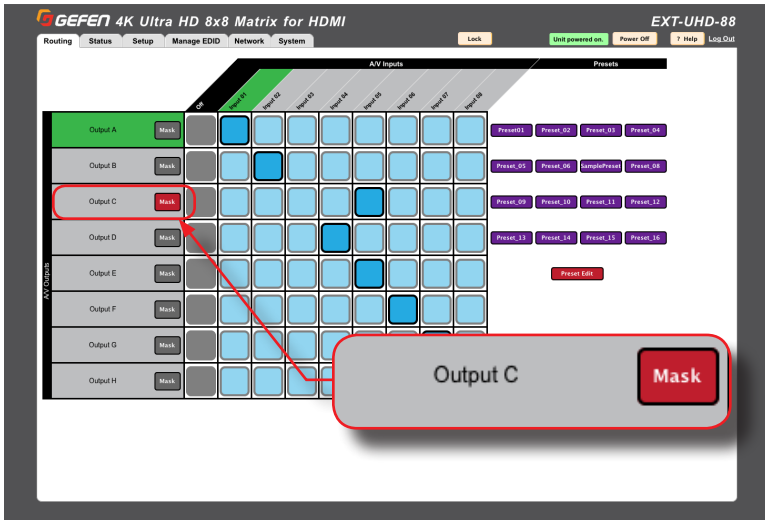 GEFEN 4K Ultra HD 8x8 Matrix for HDMI EXT-UHD-88
Routing Status Setup Manage EDID Network System Lock Unit powered on. Power Off ? Help Log Out
A/V Inputs Presets
Off Input 01 Input 02 Input 03 Input 04 Input 05 Input 06 Input 07 Input 08
Output A Mask Preset01 Preset_02 Preset_03 Preset_04
Output B Mask Preset_05 Preset_06 SamplePreset Preset_08
Output C Mask Preset_09 Preset_10 Preset_11 Preset_12
Output D Mask Preset_13 Preset_14 Preset_15 Preset_16
A/V Outputs
Output E Mask Preset Edit
Output F Mask
Output G Mask
Output H Mask
Output C Mask